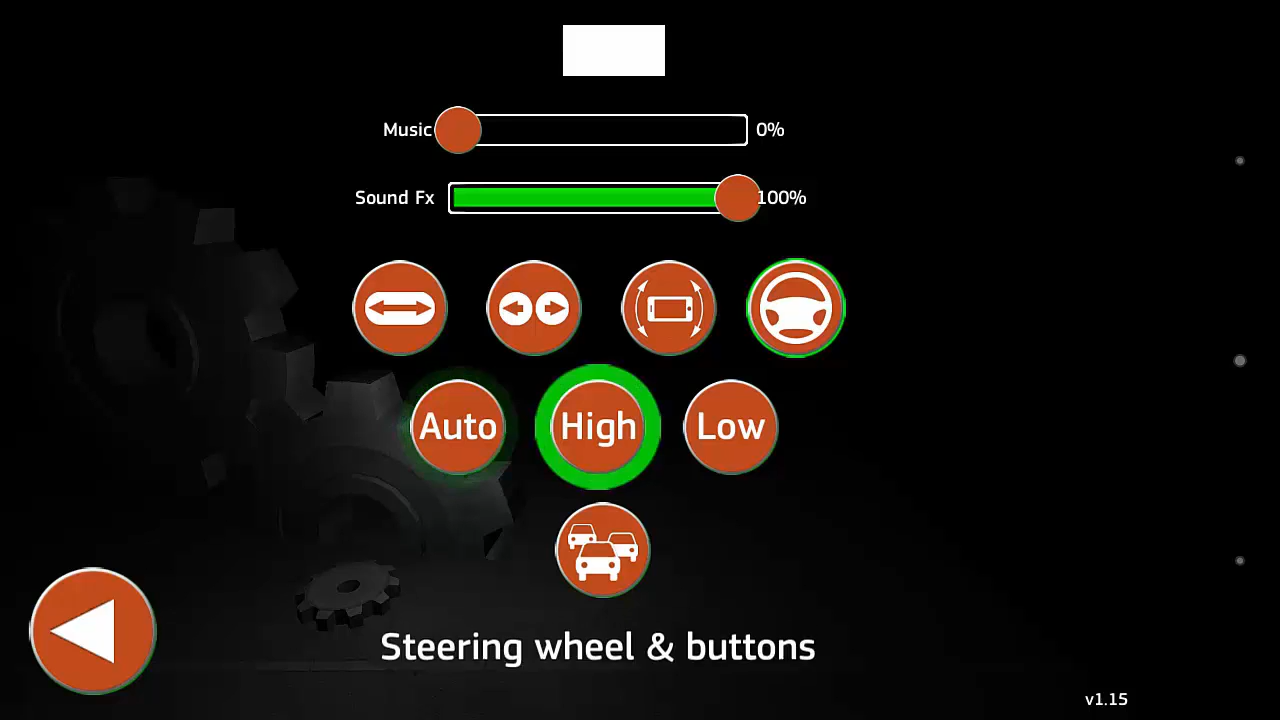 Music 0%
Sound Fx 100%
Auto High Low
Steering wheel & buttons
v1.15